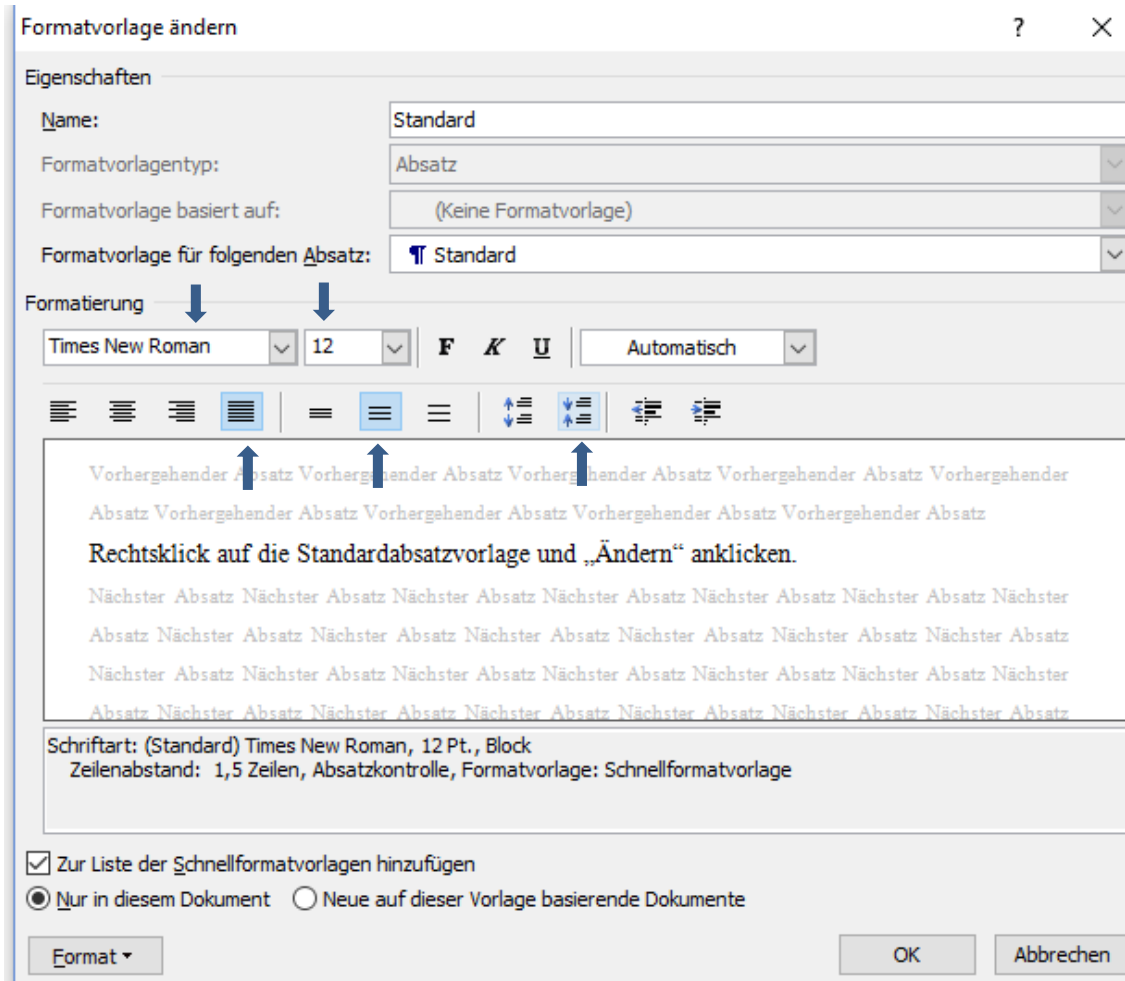 Formatvorlage ändern
Eigenschaften
Name: Standard
Formatvorlagentyp: Absatz
Formatvorlage basiert auf: (Keine Formatvorlage)
Formatvorlage für folgenden Absatz: ¶ Standard
Formatierung
Times New Roman 12 F K U Automatisch
Vorhergehender Absatz Vorhergehender Absatz Vorhergehender Absatz Vorhergehender Absatz Vorhergehender
Absatz Vorhergehender Absatz Vorhergehender Absatz Vorhergehender Absatz Vorhergehender Absatz
Rechtsklick auf die Standardabsatzvorlage und „Ändern“ anklicken.
Nächster Absatz Nächster Absatz Nächster Absatz Nächster Absatz Nächster Absatz Nächster Absatz Nächster
Absatz Nächster Absatz Nächster Absatz Nächster Absatz Nächster Absatz Nächster Absatz Nächster Absatz
Nächster Absatz Nächster Absatz Nächster Absatz Nächster Absatz Nächster Absatz Nächster Absatz Nächster
Absatz Nächster Absatz Nächster Absatz Nächster Absatz Nächster Absatz Nächster Absatz Nächster Absatz
Schriftart: (Standard) Times New Roman, 12 Pt., Block
Zeilenabstand: 1,5 Zeilen, Absatzkontrolle, Formatvorlage: Schnellformatvorlage
Zur Liste der Schnellformatvorlagen hinzufügen
Nur in diesem Dokument Neue auf dieser Vorlage basierende Dokumente
Format OK Abbrechen